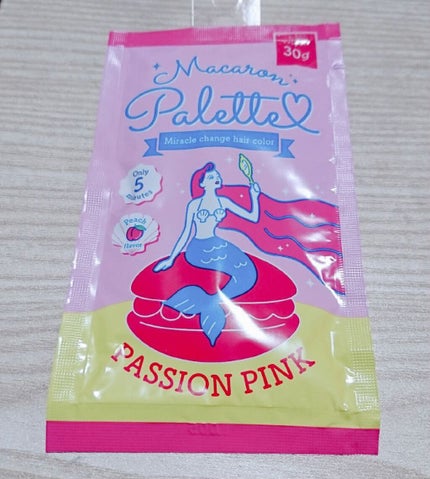 30g
Macaron
Palette
Miracle change hair color
Only
5
minutes
Peach
flavor
PASSION PINK